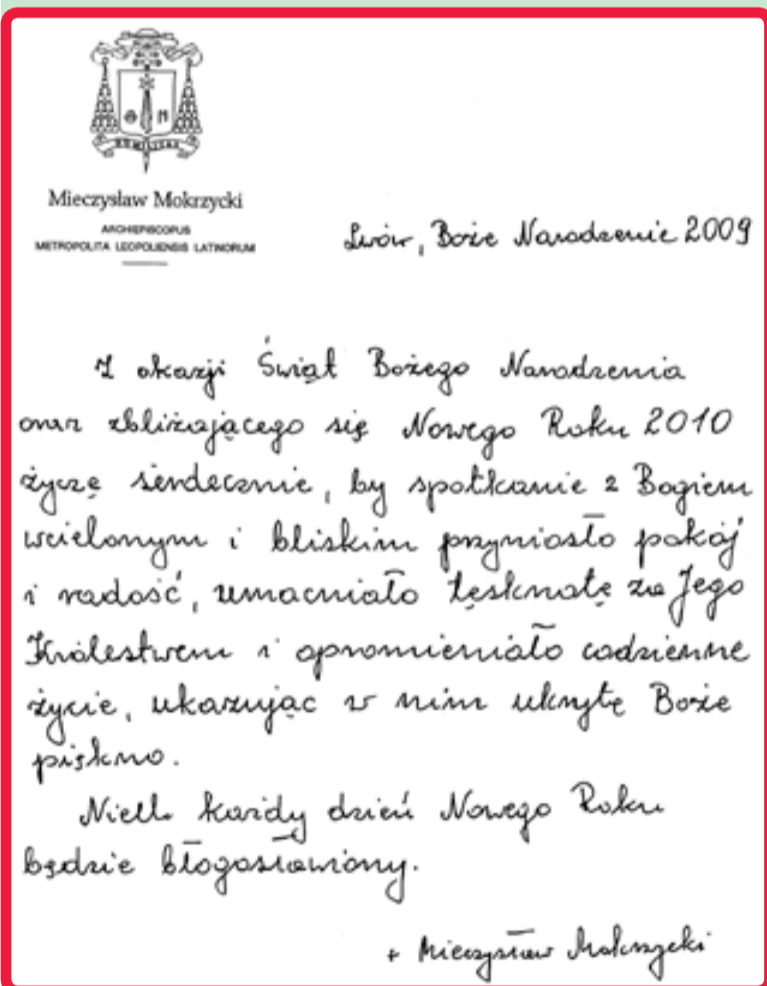 HUMILITAS
Mieczysław Mokrzycki
ARCHIEPISCOPUS
METROPOLITA LEOPOLIENSIS LATINORUM
Lwów, Boże Narodzenie 2009
Z okazji Świąt Bożego Narodzenia
oraz zbliżającego się Nowego Roku 2010
życzę serdecznie, by spotkanie z Bogiem
wcielonym i bliskim przyniosło pokój
i radość, umacniało tęsknotę za Jego
Królestwem i opromieniało codzienne
życie, ukazując w nim ukryte Boże
piękno.
Niech każdy dzień Nowego Roku
będzie błogosławiony.
+ Mieczysław Mokrzycki